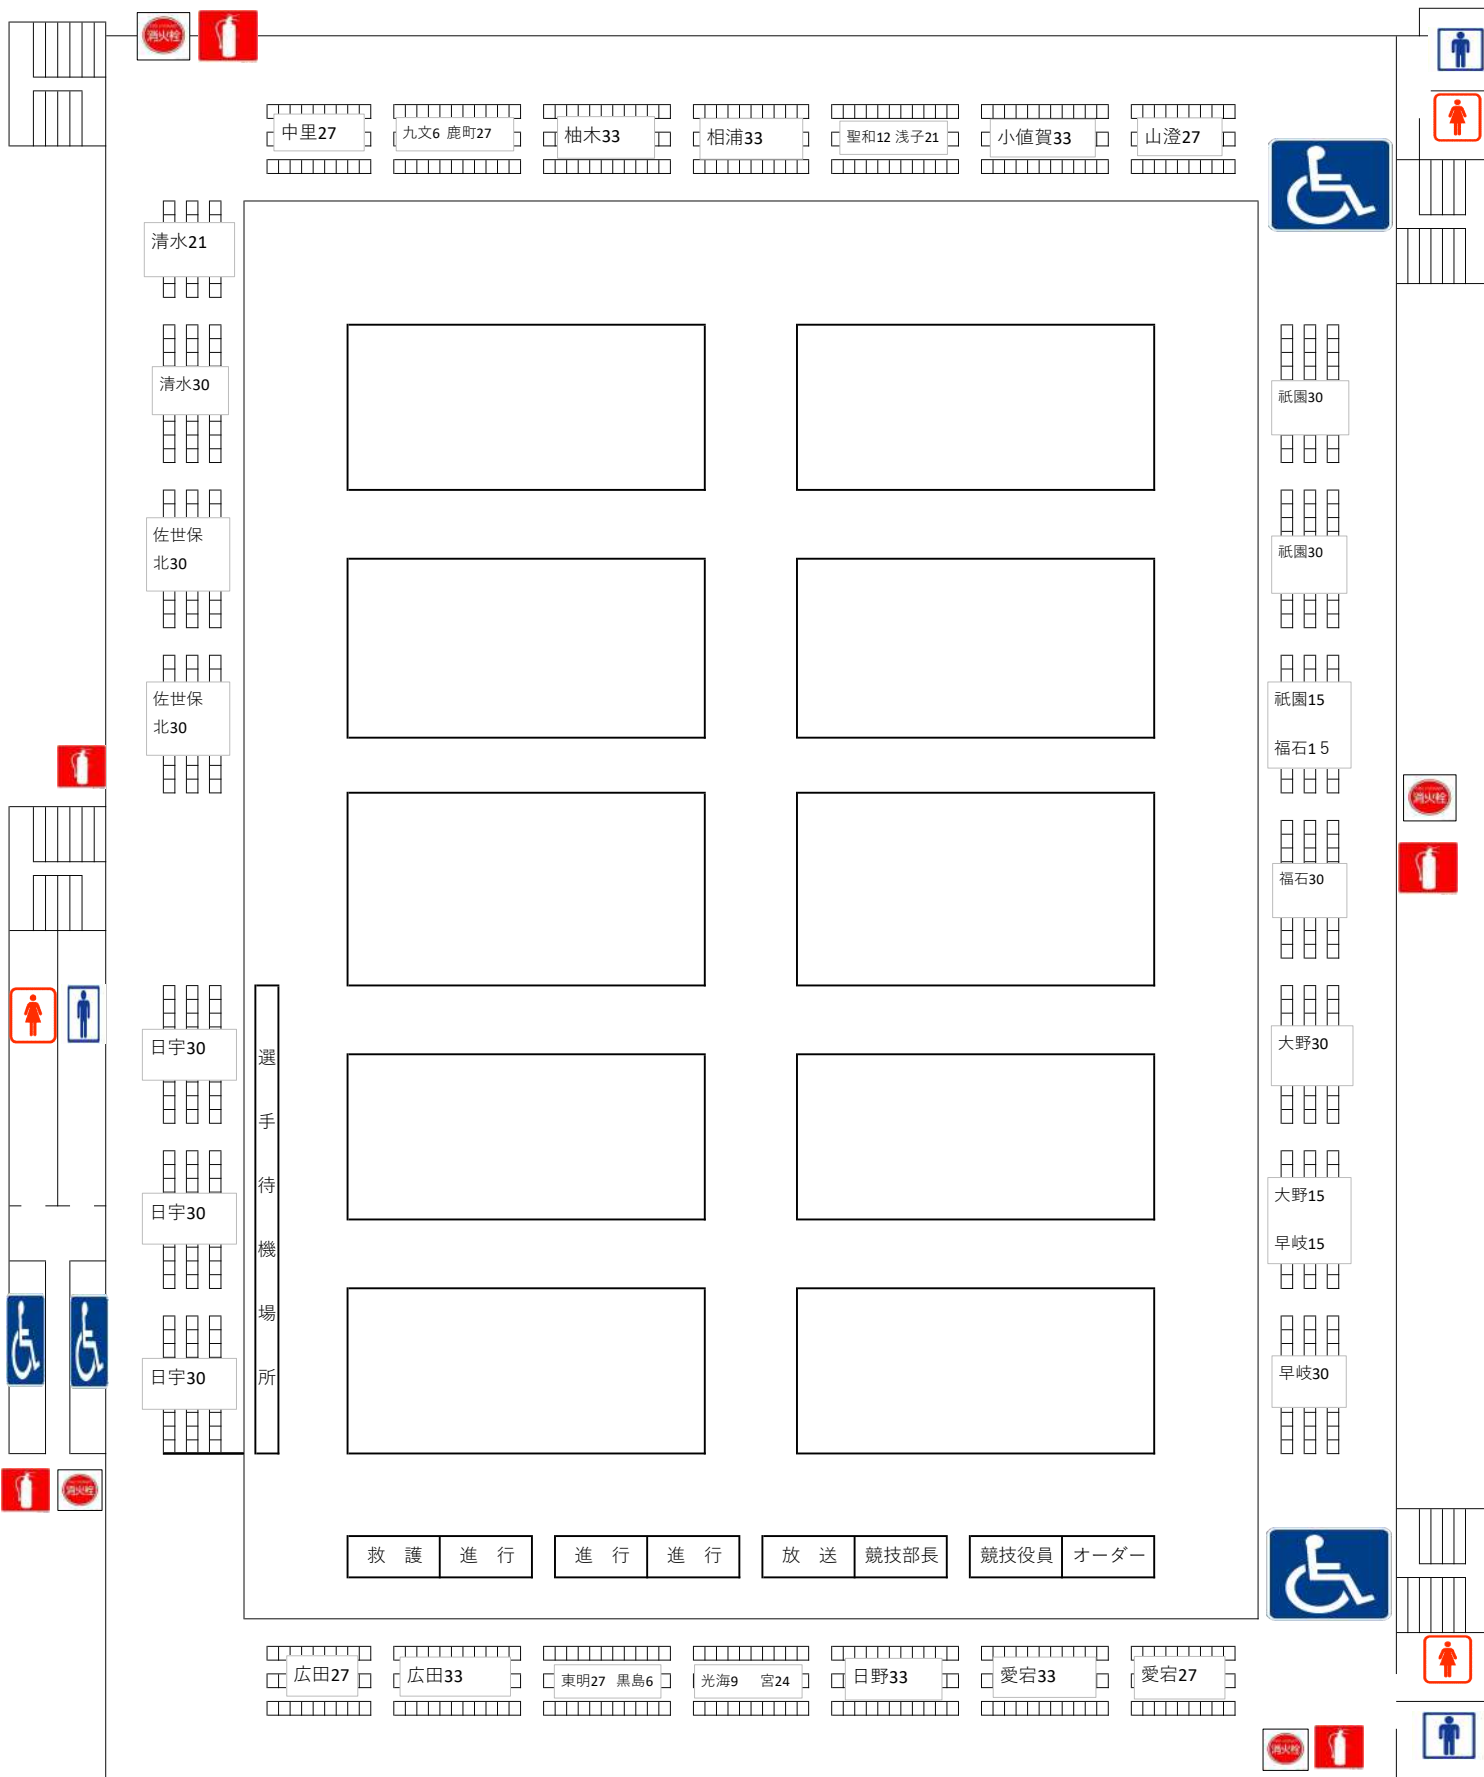 消火栓
中里27
九文6 鹿町27
柚木33
相浦33
聖和12 浅子21
小値賀33
山澄27
清水21
清水30
祇園30
佐世保
北30
祇園30
佐世保
北30
祇園15
福石1５
消火栓
福石30
日宇30
大野30
日宇30
大野15
早岐15
日宇30
早岐30
選手待機場所
消火栓
救　護
進　行
進　行
進　行
放　送
競技部長
競技役員
オーダー
広田27
広田33
東明27　黒島6
光海9　宮24
日野33
愛宕33
愛宕27
消火栓